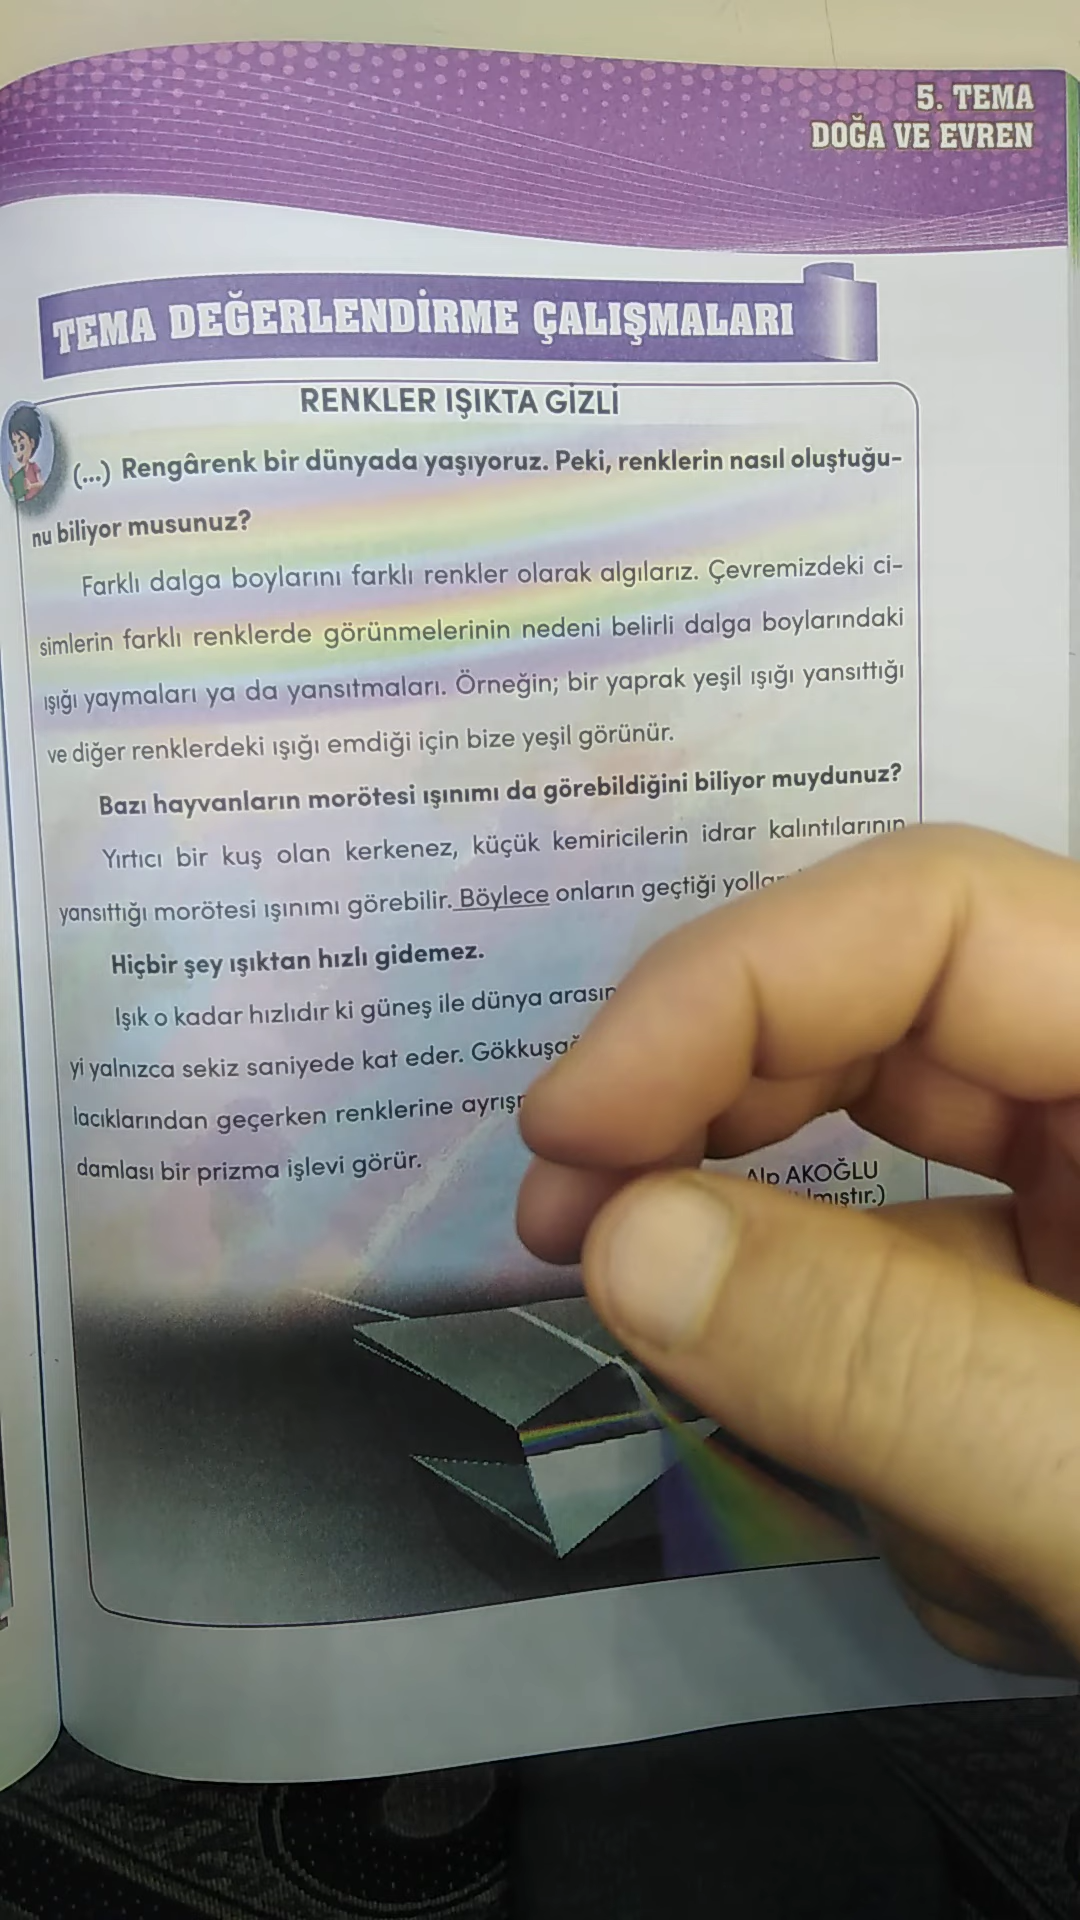 5. TEMA
DOĞA VE EVREN
TEMA DEĞERLENDİRME ÇALIŞMALARI
RENKLER IŞIKTA GİZLİ
(...) Rengârenk bir dünyada yaşıyoruz. Peki, renklerin nasıl oluştuğu-
nu biliyor musunuz?
Farklı dalga boylarını farklı renkler olarak algılarız. Çevremizdeki ci-
simlerin farklı renklerde görünmelerinin nedeni belirli dalga boylarındaki
ışığı yaymaları ya da yansıtmaları. Örneğin; bir yaprak yeşil ışığı yansıttığı
ve diğer renklerdeki ışığı emdiği için bize yeşil görünür.
Bazı hayvanların morötesi ışınımı da görebildiğini biliyor muydunuz?
Yırtıcı bir kuş olan kerkenez, küçük kemiricilerin idrar kalıntılarının
yansıttığı morötesi ışınımı görebilir. Böylece onların geçtiği
Hiçbir şey ışıktan hızlı gidemez.
Işık o kadar hızlıdır ki güneş ile dünya
yi yalnızca sekiz saniyede kat eder.
lacıklarından geçerken renklerine
damlası bir prizma işlevi görür.
Alp AKOĞLU